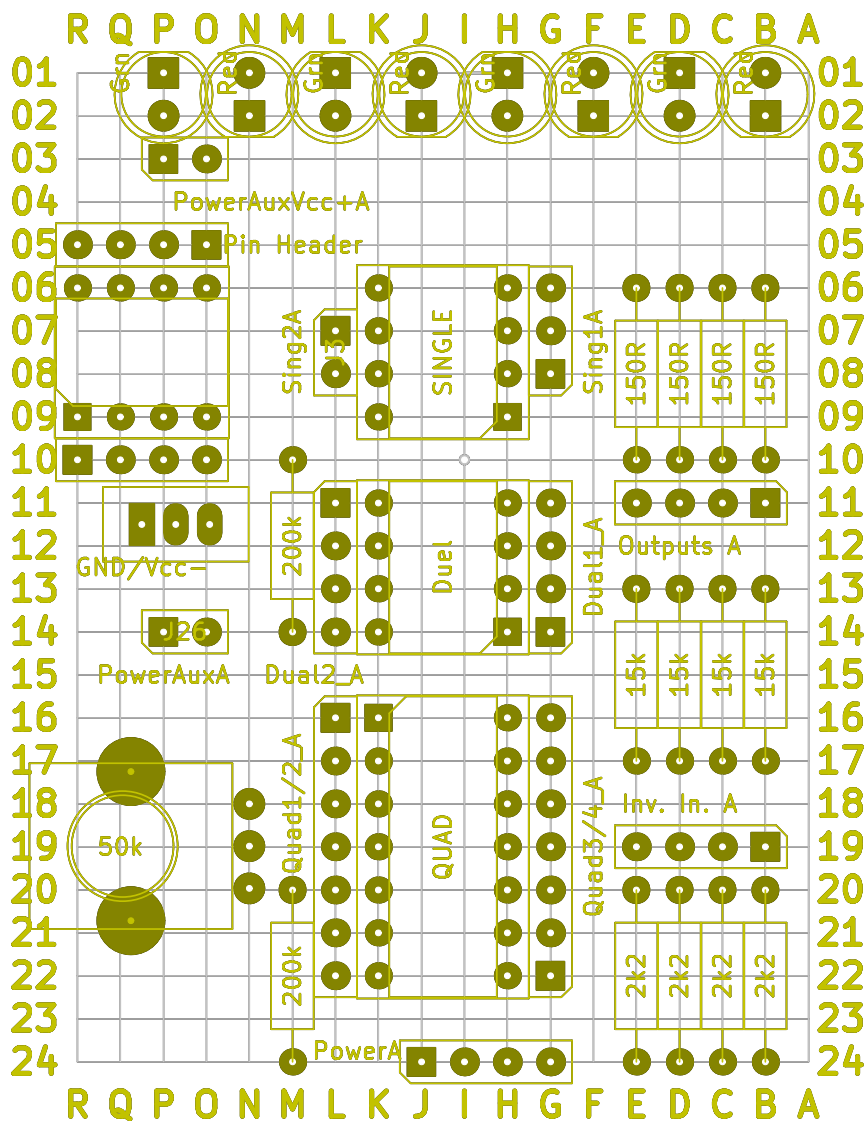 R Q P O N M L K J I H G F E D C B A
Grn Red Grn Red Grn Red Grn Red
01 01
02 02
03 03
04 PowerAuxVcc+A 04
05 Pin Header 05
06 06
07 07
Sing2A J3 SINGLE Sing1A 150R 150R 150R 150R
08 08
09 09
10 10
11 11
12 Outputs A 12
200k Duel Dual1_A
GND/Vcc-
13 13
14 J26 14
15 PowerAuxA Dual2_A 15k 15k 15k 15k 15
16 16
17 17
18 Inv. In. A 18
Quad1/2_A QUAD Quad3/4_A
19 50k 19
20 20
21 21
22 200k 2k2 2k2 2k2 2k2 22
23 23
PowerA
24 24
R Q P O N M L K J I H G F E D C B A